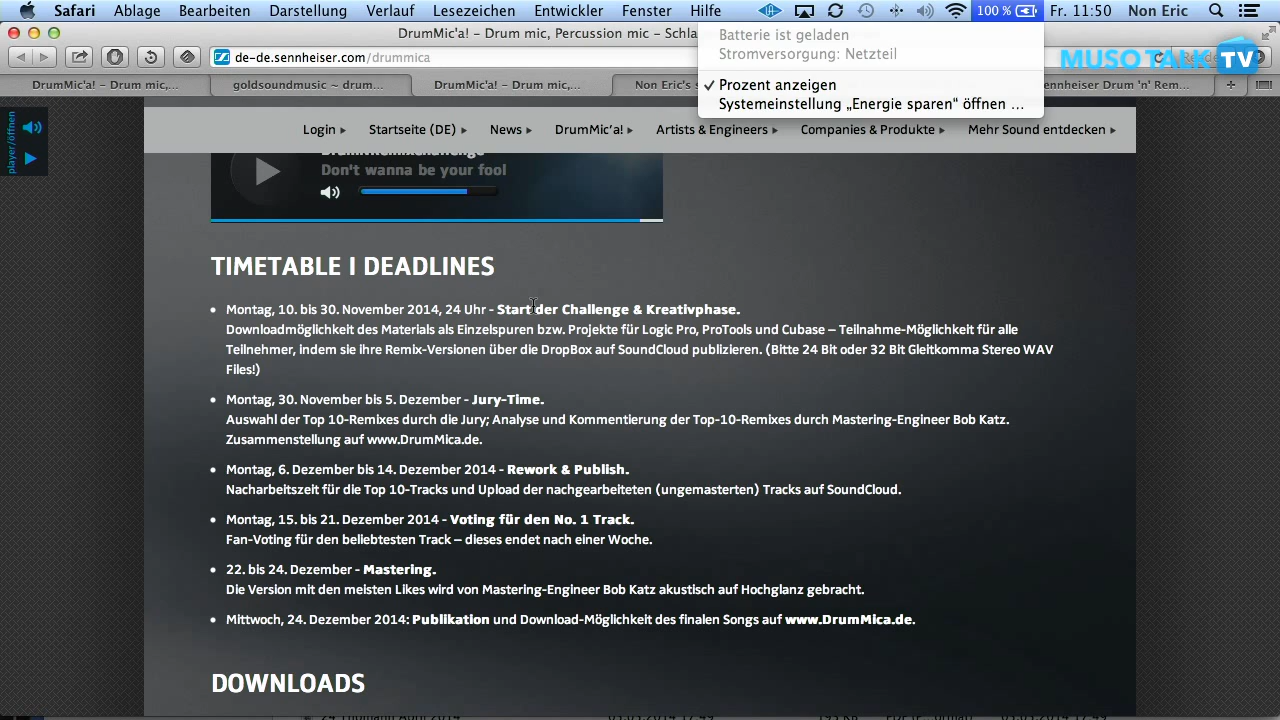 Safari Ablage Bearbeiten Darstellung Verlauf Lesezeichen Entwickler Fenster Hilfe 100 % Fr. 11:50 Non Eric
DrumMic'a! – Drum mic, Percussion mic – Schla
Batterie ist geladen
Stromversorgung: Netzteil
Prozent anzeigen
Systemeinstellung „Energie sparen“ öffnen ...
MUSO TALK TV
de-de.sennheiser.com/drummica
DrumMic'a! – Drum mic,... goldsoundmusic ~ drum... DrumMic'a! – Drum mic,... Non Eric's nheiser Drum 'n' Rem...
player/öffnen
Login Startseite (DE) News DrumMic'a! Artists & Engineers Companies & Produkte Mehr Sound entdecken
Don't wanna be your fool
TIMETABLE I DEADLINES
Montag, 10. bis 30. November 2014, 24 Uhr - Start der Challenge & Kreativphase.
Downloadmöglichkeit des Materials als Einzelspuren bzw. Projekte für Logic Pro, ProTools und Cubase – Teilnahme-Möglichkeit für alle
Teilnehmer, indem sie ihre Remix-Versionen über die DropBox auf SoundCloud publizieren. (Bitte 24 Bit oder 32 Bit Gleitkomma Stereo WAV
Files!)
Montag, 30. November bis 5. Dezember - Jury-Time.
Auswahl der Top 10-Remixes durch die Jury; Analyse und Kommentierung der Top-10-Remixes durch Mastering-Engineer Bob Katz.
Zusammenstellung auf www.DrumMica.de.
Montag, 6. Dezember bis 14. Dezember 2014 - Rework & Publish.
Nacharbeitszeit für die Top 10-Tracks und Upload der nachgearbeiteten (ungemasterten) Tracks auf SoundCloud.
Montag, 15. bis 21. Dezember 2014 - Voting für den No. 1 Track.
Fan-Voting für den beliebtesten Track – dieses endet nach einer Woche.
22. bis 24. Dezember - Mastering.
Die Version mit den meisten Likes wird von Mastering-Engineer Bob Katz akustisch auf Hochglanz gebracht.
Mittwoch, 24. Dezember 2014: Publikation und Download-Möglichkeit des finalen Songs auf www.DrumMica.de.
DOWNLOADS